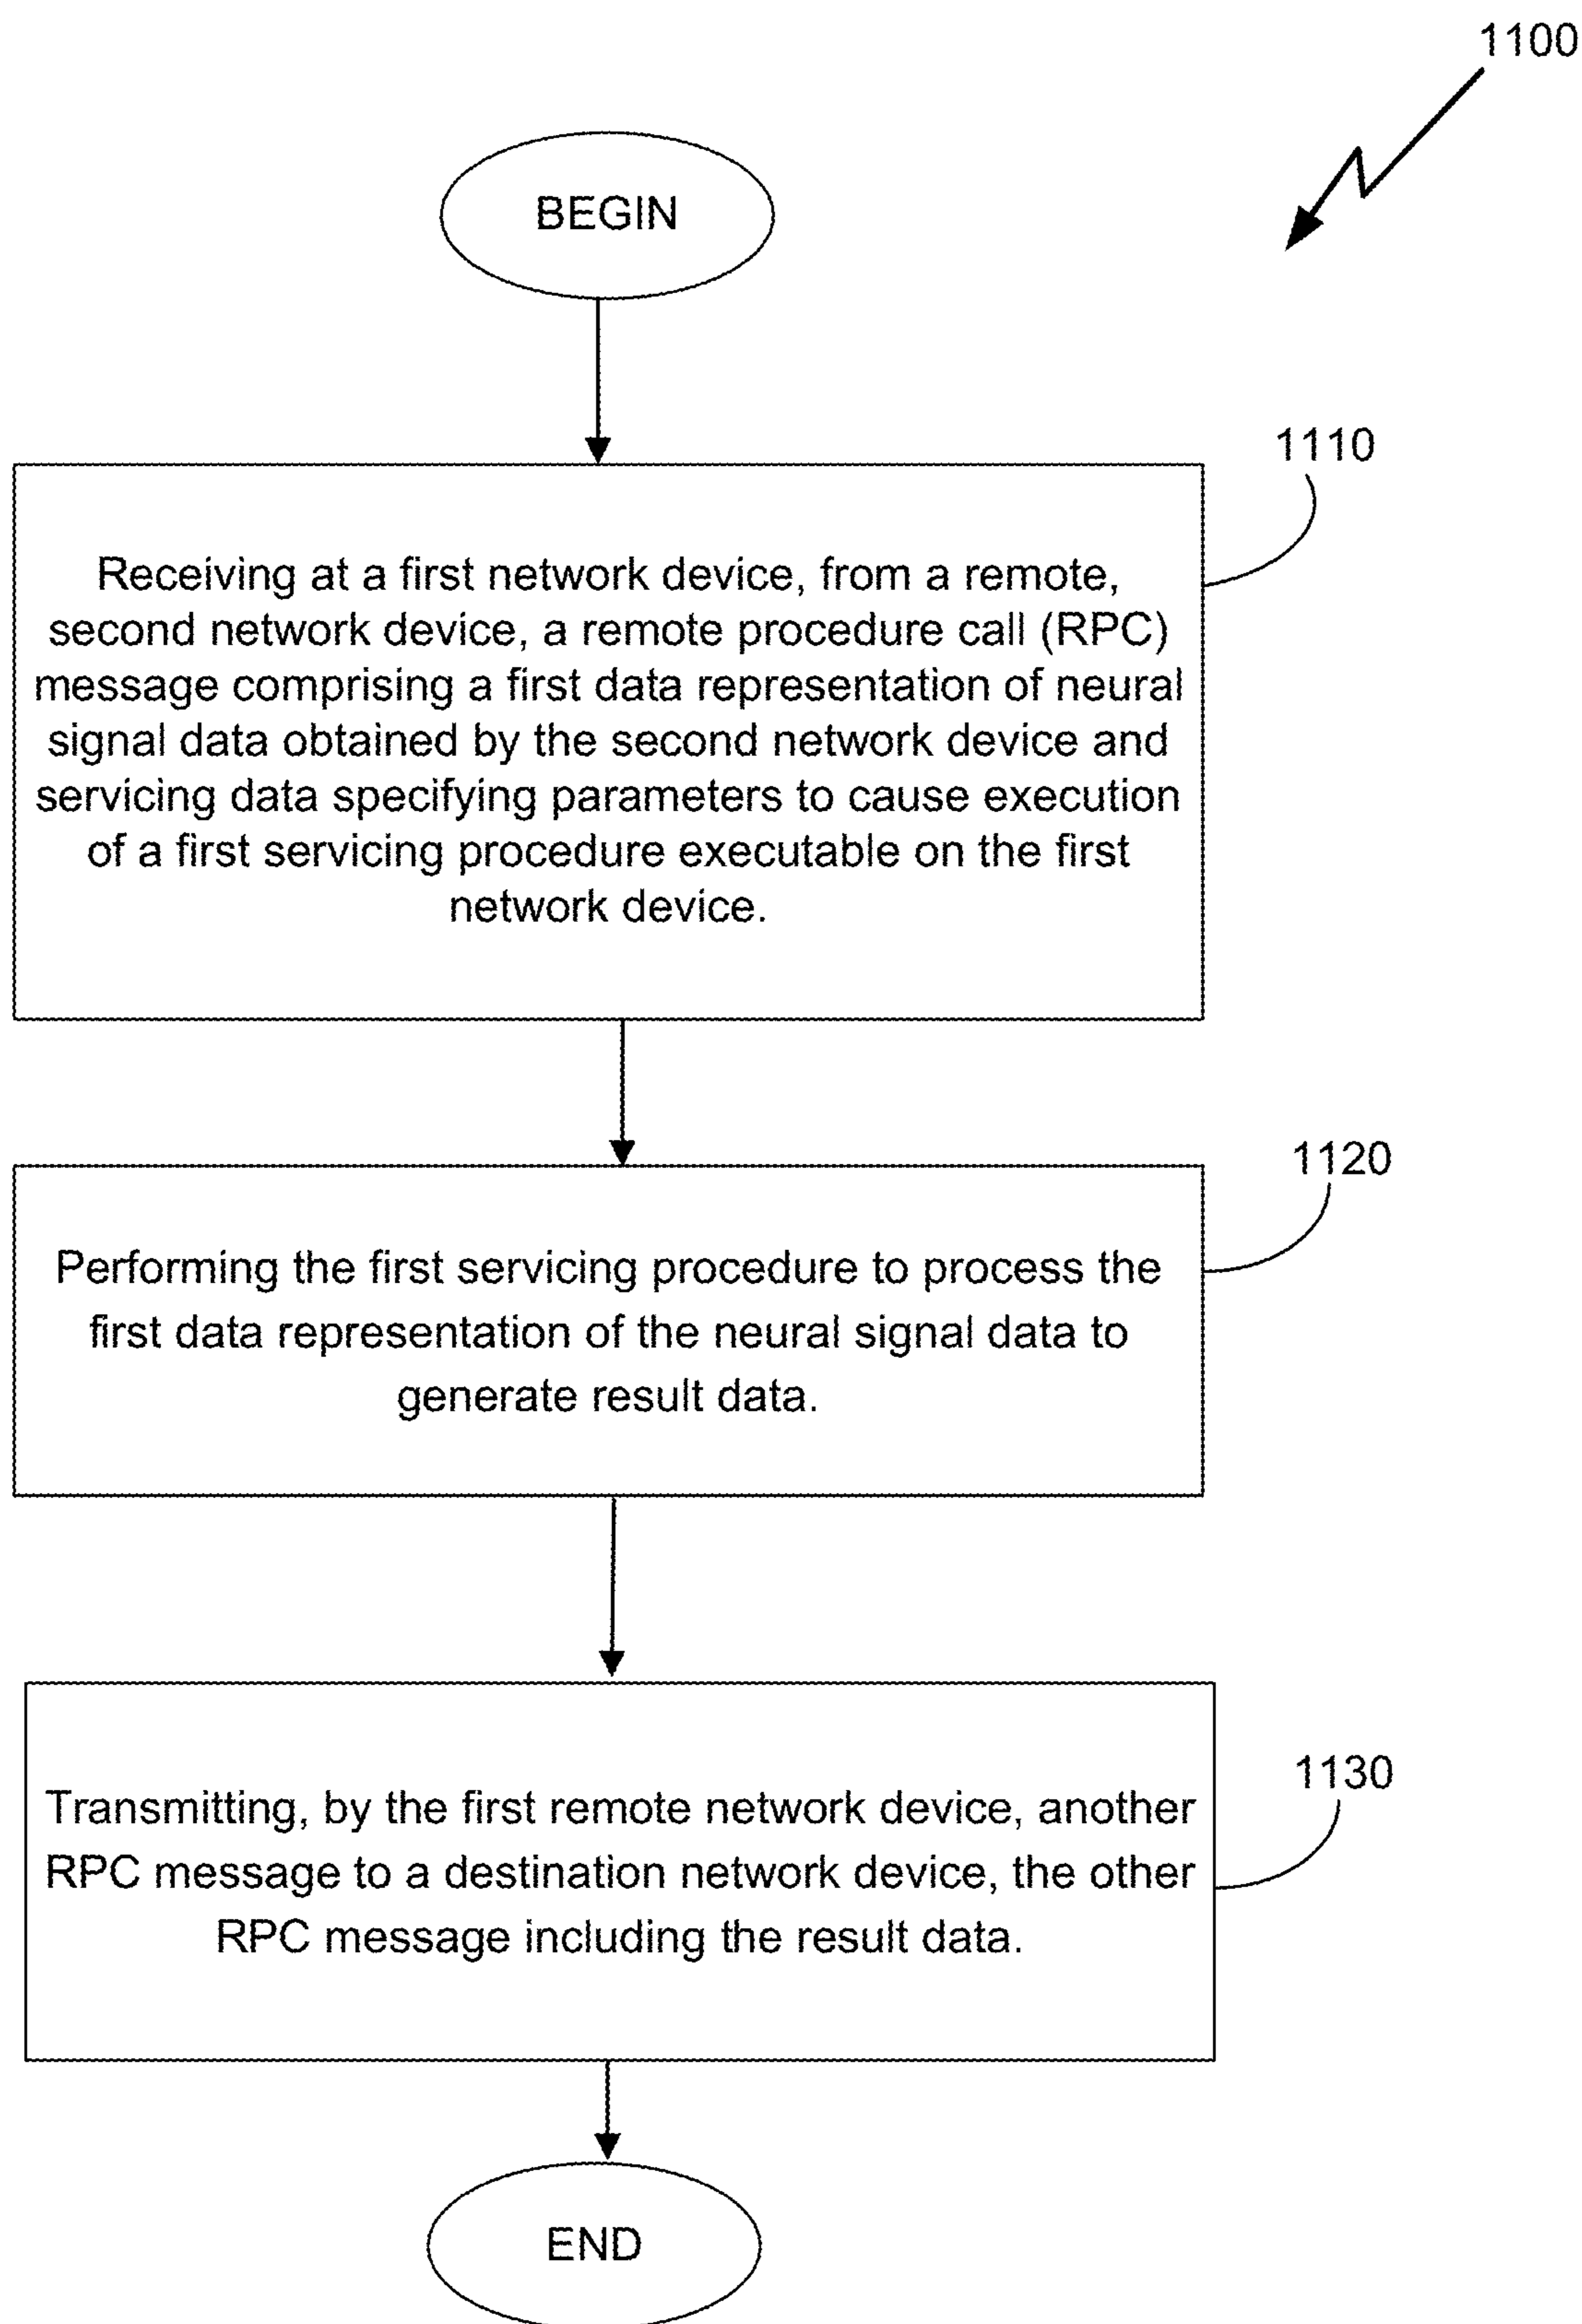 1100
BEGIN
1110
Receiving at a first network device, from a remote,
second network device, a remote procedure call (RPC)
message comprising a first data representation of neural
signal data obtained by the second network device and
servicing data specifying parameters to cause execution
of a first servicing procedure executable on the first
network device.
1120
Performing the first servicing procedure to process the
first data representation of the neural signal data to
generate result data.
1130
Transmitting, by the first remote network device, another
RPC message to a destination network device, the other
RPC message including the result data.
END